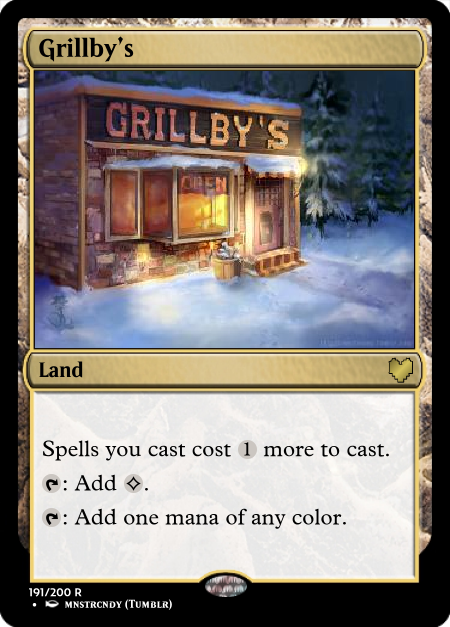 Grillby's
GRILLBY'S
OPEN
Land
Spells you cast cost 1 more to cast.
: Add .
: Add one mana of any color.
191/200 R
• MNSTRCNDY (TUMBLR)